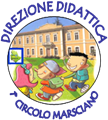 DIREZIONE DIDATTICA
1° CIRCOLO MARSCIANO